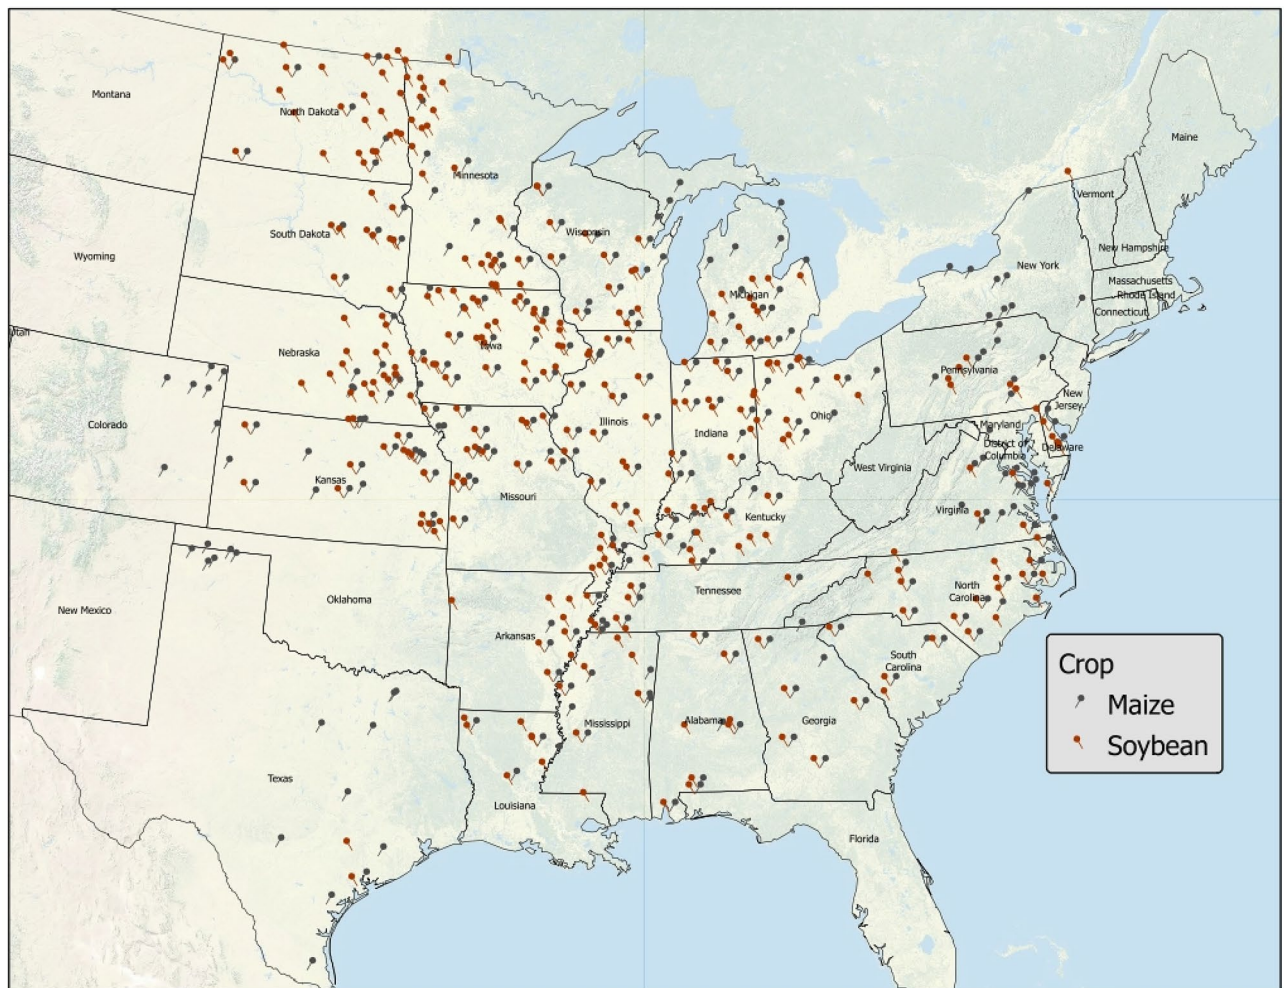 Montana
North Dakota
Minnesota
Maine
Vermont
South Dakota
Wisconsin
New Hampshire
Wyoming
New York
Massachusetts
Michigan
Rhode Island
Connecticut
Utah
Iowa
Nebraska
Pennsylvania
New
Jersey
Colorado
Illinois
Ohio
Maryland
Indiana
District of
Columbia
Delaware
West Virginia
Kansas
Missouri
Virginia
Kentucky
Tennessee
North
Carolina
Oklahoma
New Mexico
Arkansas
South
Carolina
Crop
Maize
Soybean
Mississippi
Alabama
Georgia
Texas
Louisiana
Florida